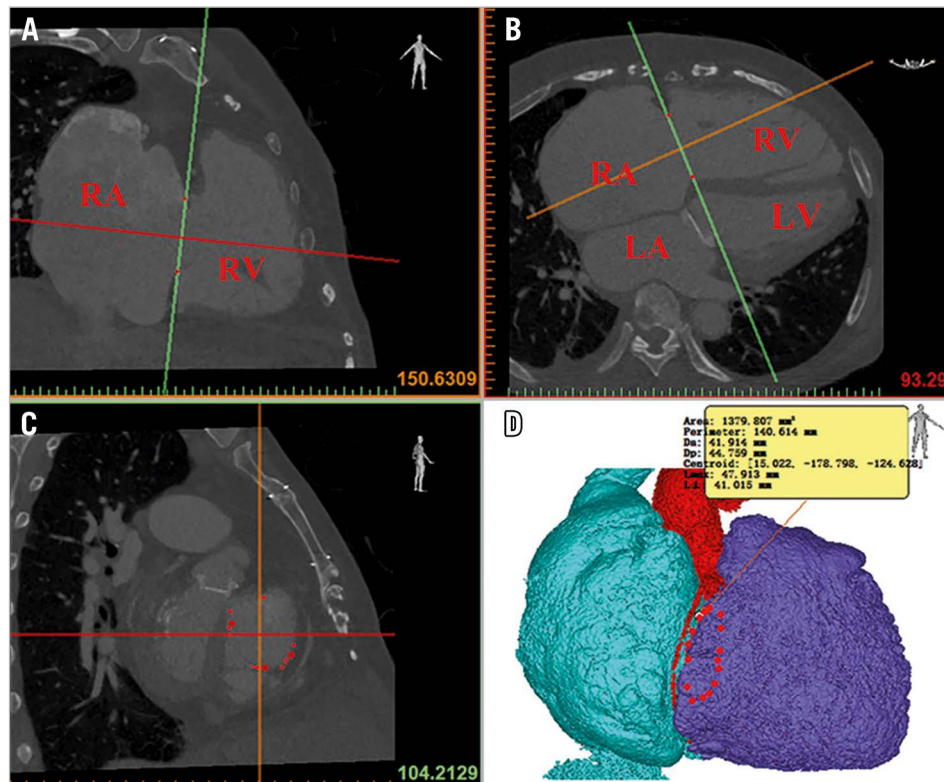 A
RA
RV
150.6309
B
RV
RA
LV
LA
93.29
C
104.2129
D
Area: 1379.807 mm²
Perimeter: 140.614 mm
Da: 41.914 mm
Dp: 44.759 mm
Centroid: [15.022, -178.798, -124.628]
Lmax: 47.913 mm
41.015 mm